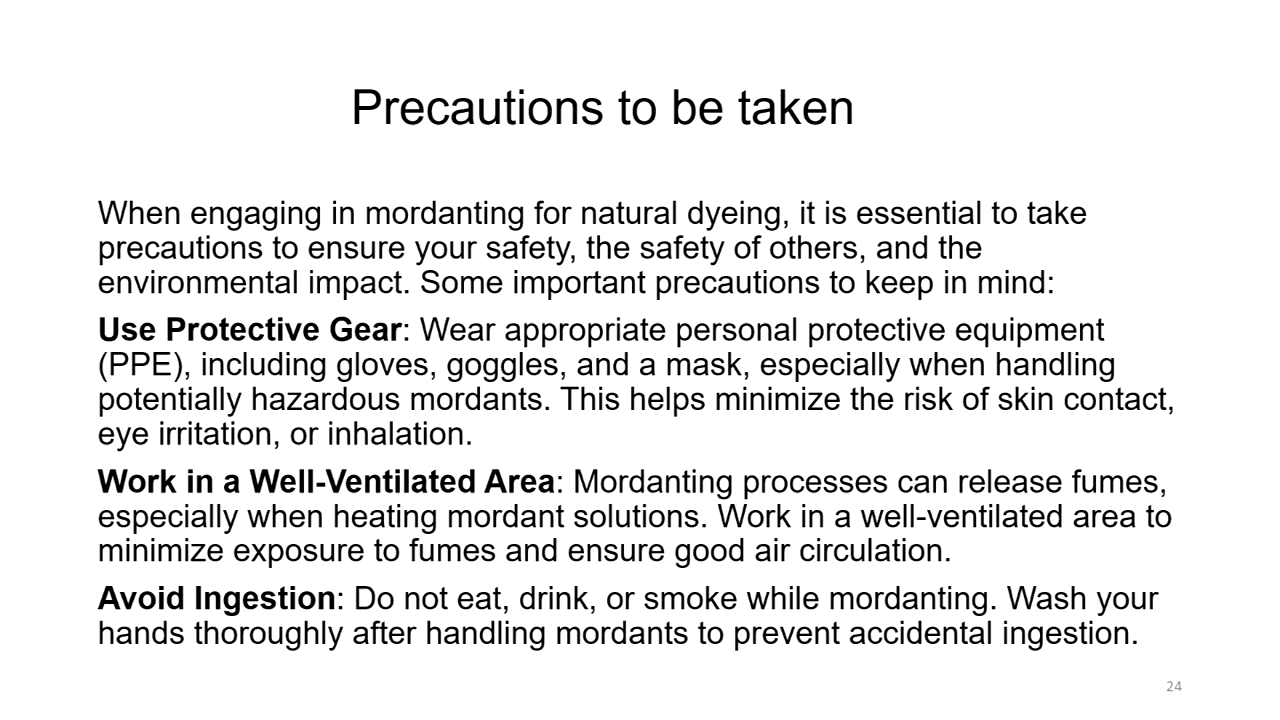 Precautions to be taken
When engaging in mordanting for natural dyeing, it is essential to take
precautions to ensure your safety, the safety of others, and the
environmental impact. Some important precautions to keep in mind:
Use Protective Gear: Wear appropriate personal protective equipment
(PPE), including gloves, goggles, and a mask, especially when handling
potentially hazardous mordants. This helps minimize the risk of skin contact,
eye irritation, or inhalation.
Work in a Well-Ventilated Area: Mordanting processes can release fumes,
especially when heating mordant solutions. Work in a well-ventilated area to
minimize exposure to fumes and ensure good air circulation.
Avoid Ingestion: Do not eat, drink, or smoke while mordanting. Wash your
hands thoroughly after handling mordants to prevent accidental ingestion.
24